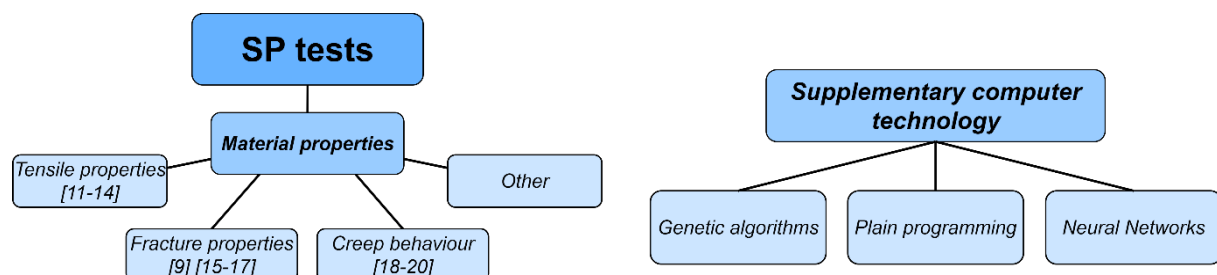 SP tests
Material properties
Tensile properties
[11-14]
Other
Fracture properties
[9] [15-17]
Creep behaviour
[18-20]
Supplementary computer
technology
Genetic algorithms
Plain programming
Neural Networks